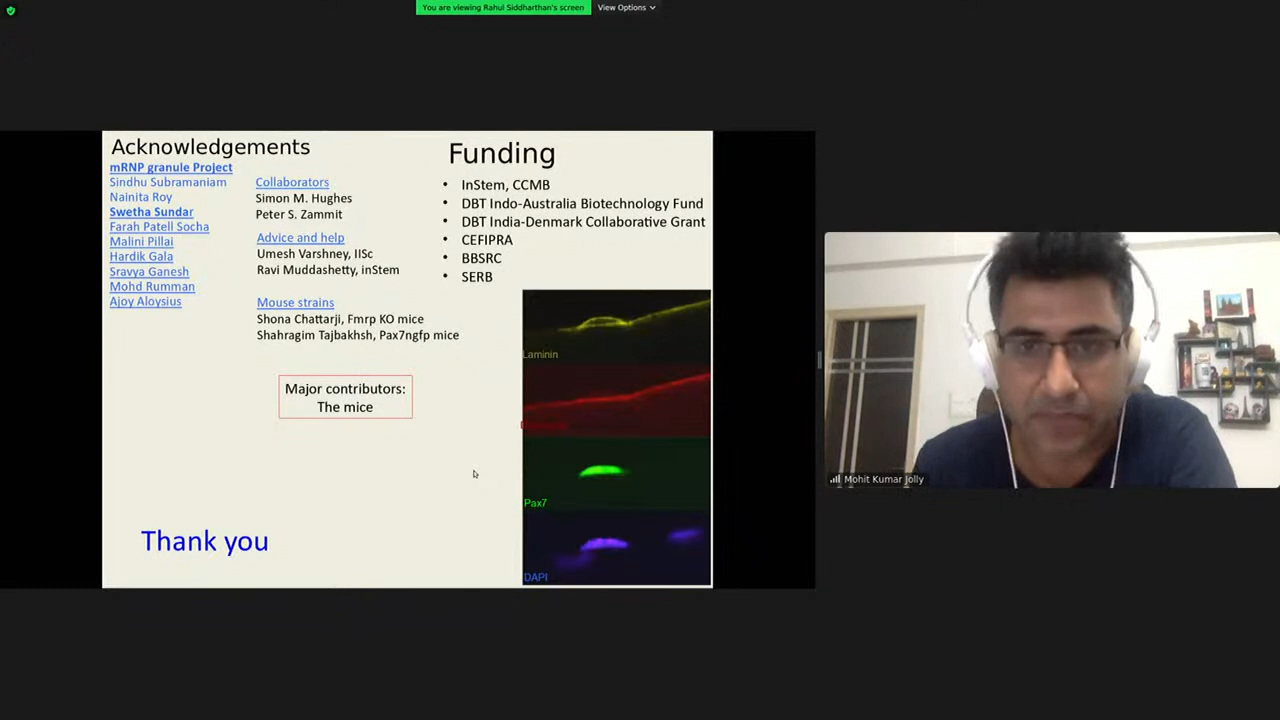 You are viewing Rahul Siddharthan's screen
View Options
Acknowledgements
mRNP granule Project
Sindhu Subramaniam
Nainita Roy
Swetha Sundar
Farah Patell Socha
Malini Pillai
Hardik Gala
Sravya Ganesh
Mohd Rumman
Ajoy Aloysius
Collaborators
Simon M. Hughes
Peter S. Zammit
Advice and help
Umesh Varshney, IISc
Ravi Muddashetty, inStem
Mouse strains
Shona Chattarji, Fmrp KO mice
Shahragim Tajbakhsh, Pax7ngfp mice
Major contributors:
The mice
Thank you
Funding
• InStem, CCMB
• DBT Indo-Australia Biotechnology Fund
• DBT India-Denmark Collaborative Grant
• CEFIPRA
• BBSRC
• SERB
Laminin
Pax7
DAPI
Mohit Kumar Jolly